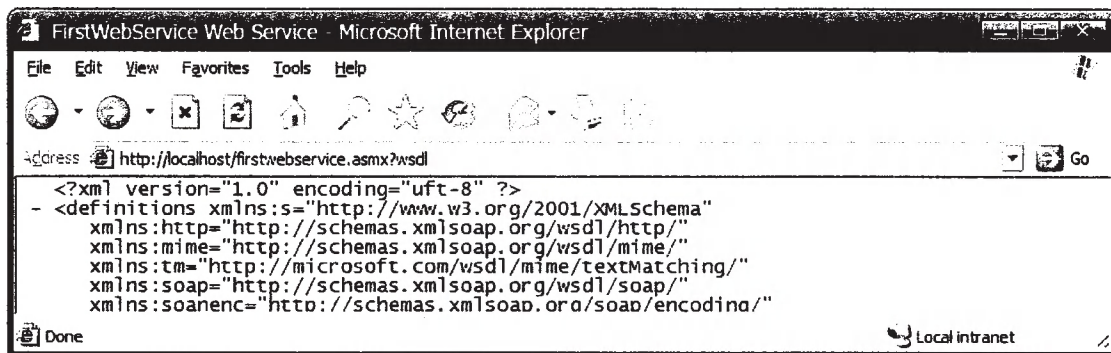 FirstWebService Web Service - Microsoft Internet Explorer
File Edit View Favorites Tools Help
Address http://localhost/firstwebservice.asmx?wsdl Go
<?xml version="1.0" encoding="uft-8" ?>
- <definitions xmlns:s="http://www.w3.org/2001/XMLSchema"
xmlns:http="http://schemas.xmlsoap.org/wsdl/http/"
xmlns:mime="http://schemas.xmlsoap.org/wsdl/mime/"
xmlns:tm="http://microsoft.com/wsdl/mime/textMatching/"
xmlns:soap="http://schemas.xmlsoap.org/wsdl/soap/"
xmlns:soapenc="http://schemas.xmlsoap.org/soap/encoding/"
Done Local intranet